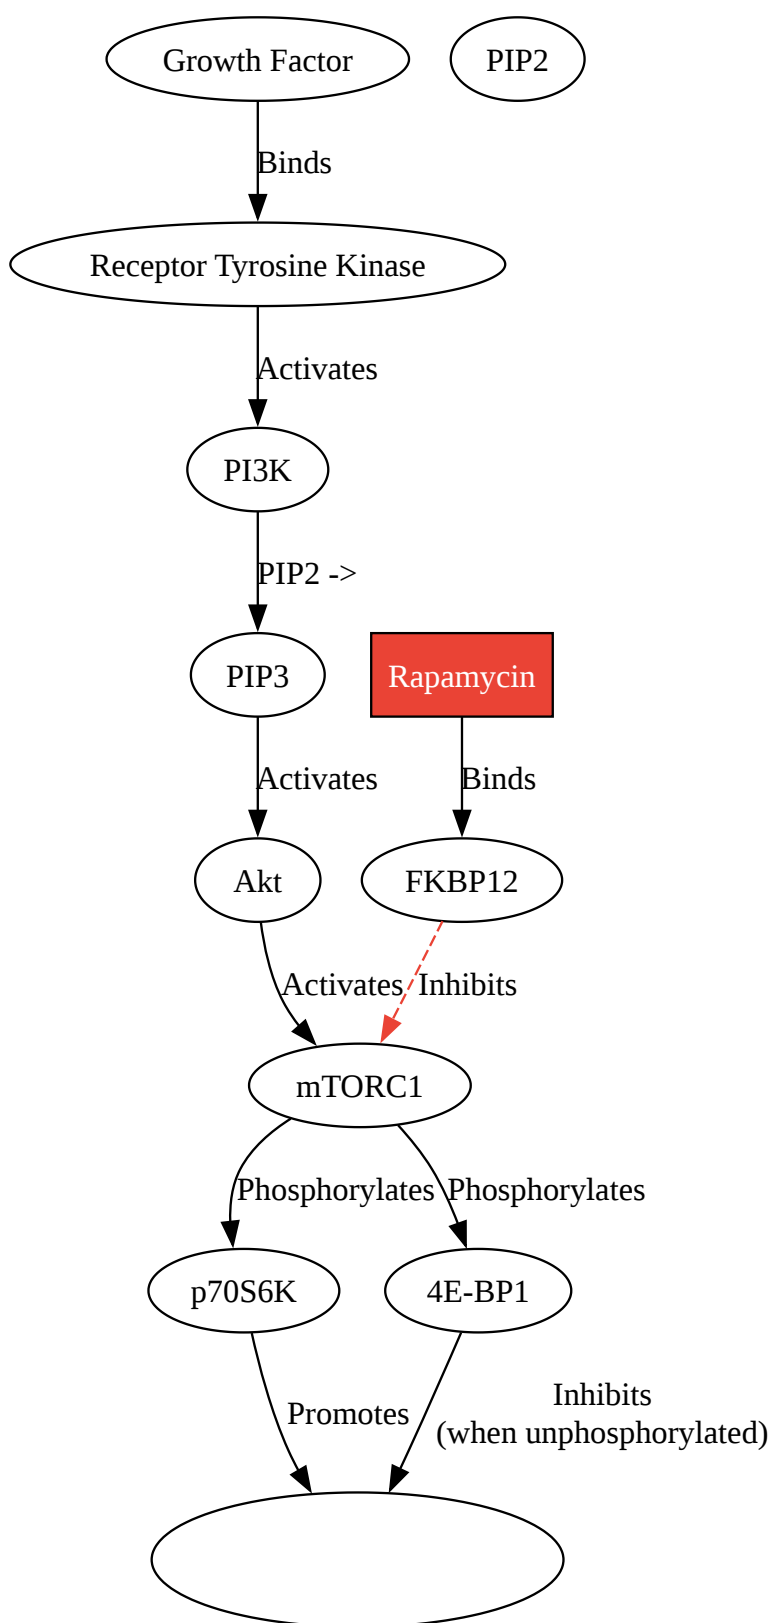 Growth Factor
PIP2
Binds
Receptor Tyrosine Kinase
Activates
PI3K
PIP2 ->
PIP3
Rapamycin
Activates
Binds
Akt
FKBP12
Activates
Inhibits
mTORC1
Phosphorylates
Phosphorylates
p70S6K
4E-BP1
Promotes
Inhibits
(when unphosphorylated)